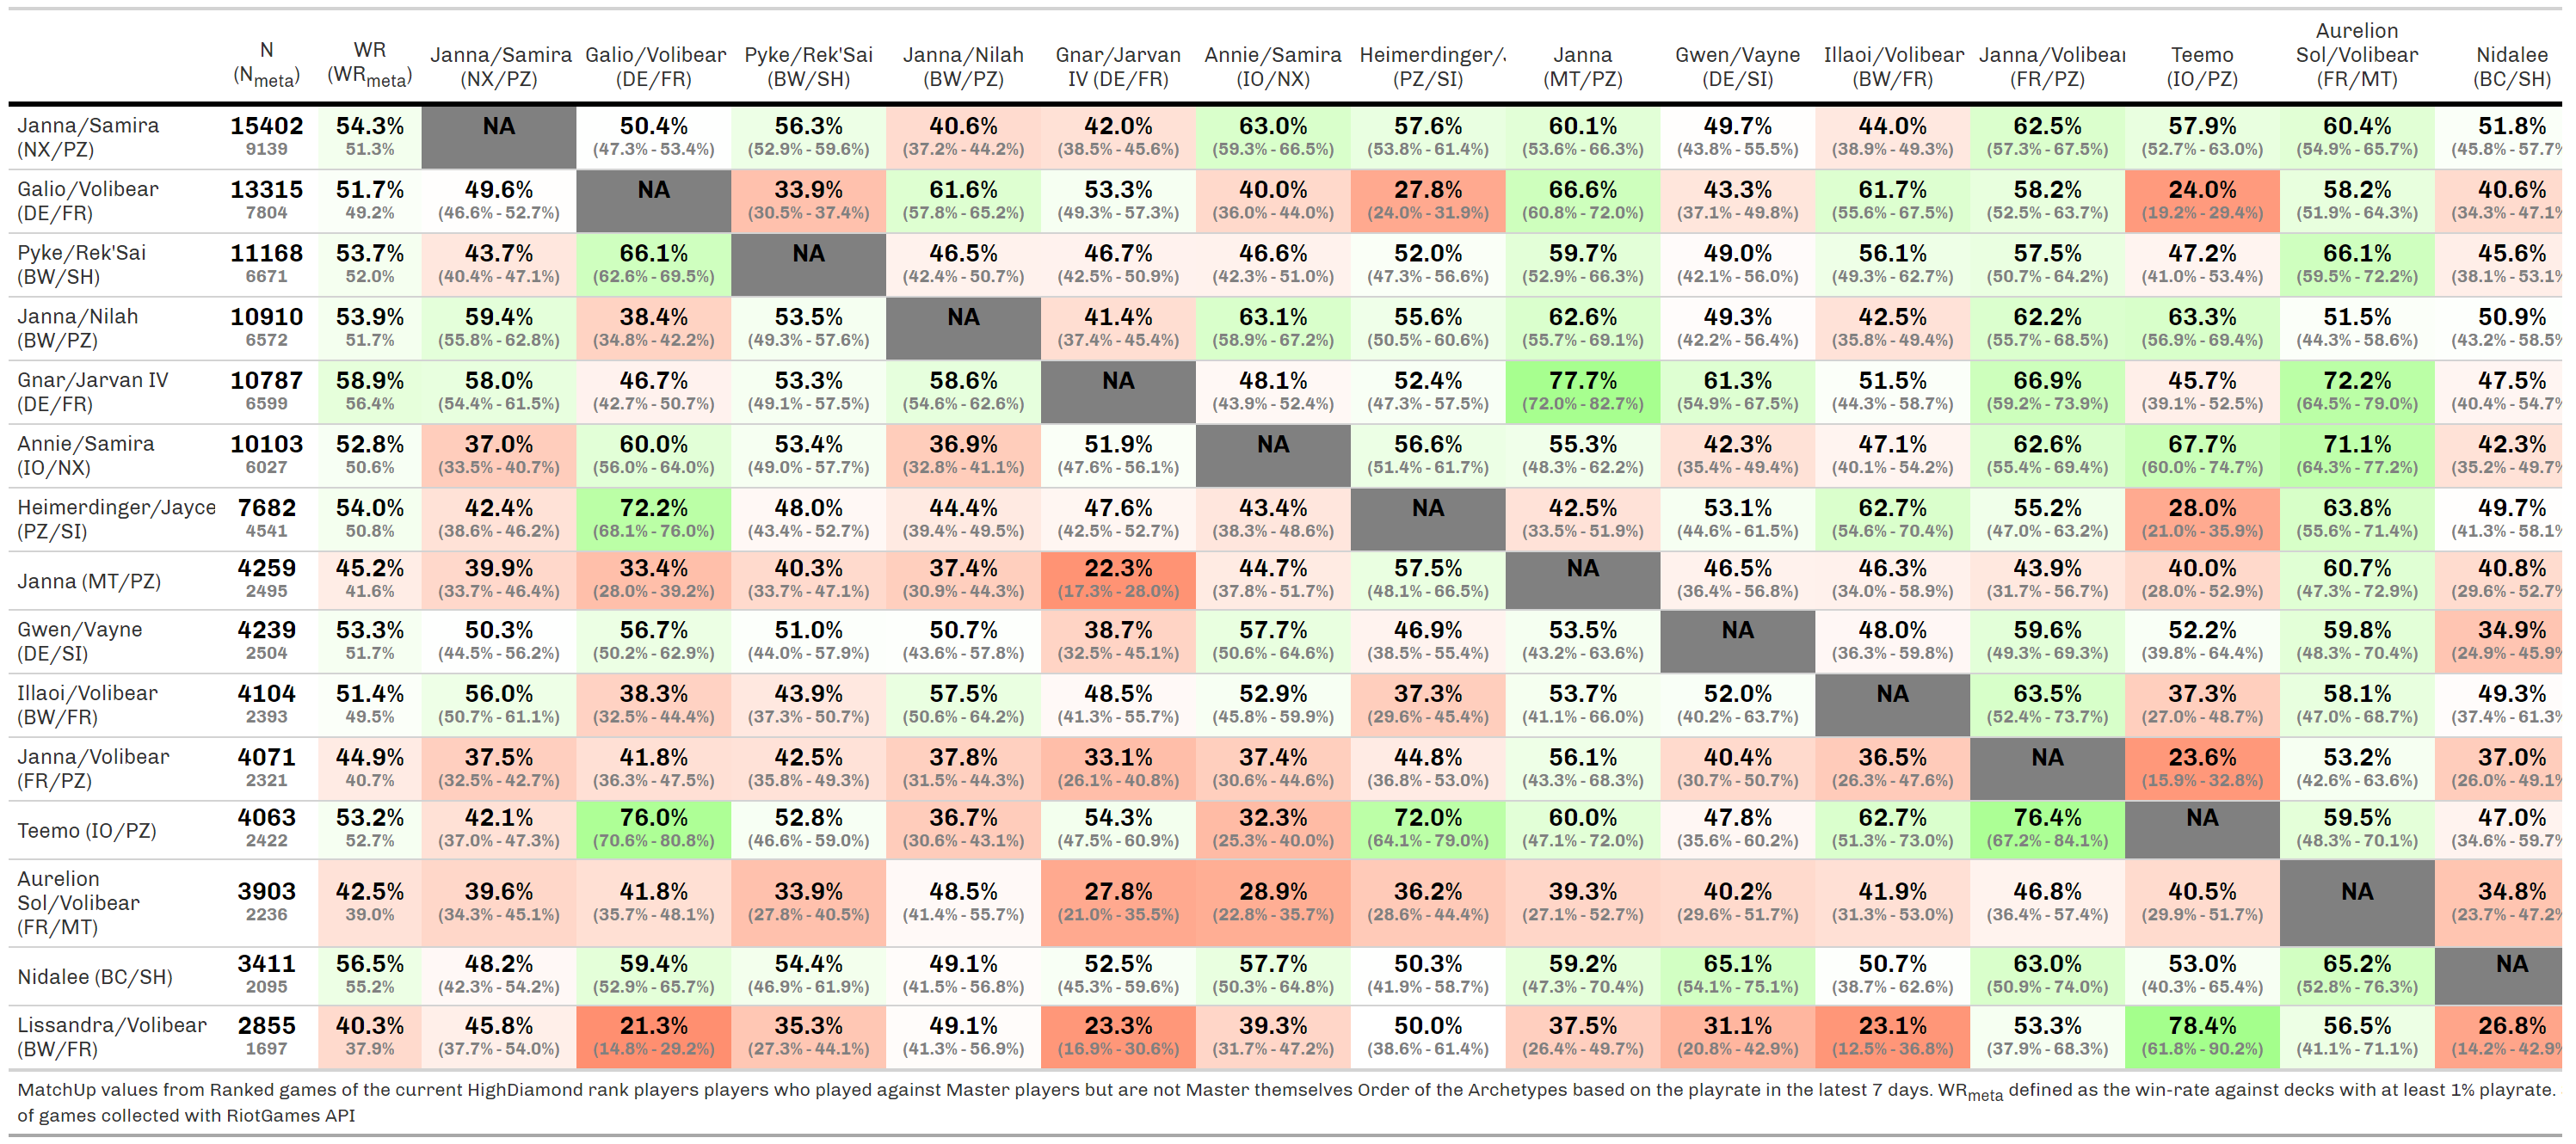 N WR Janna/Samira Galio/Volibear Pyke/Rek'Sai Janna/Nilah Gnar/Jarvan Annie/Samira Heimerdinger/ Janna Gwen/Vayne Illaoi/Volibear Janna/Volibear Teemo Aurelion Sol/Volibear Nidalee
(Nmeta) (WRmeta) (NX/PZ) (DE/FR) (BW/SH) (BW/PZ) IV (DE/FR) (IO/NX) (PZ/SI) (MT/PZ) (DE/SI) (BW/FR) (FR/PZ) (IO/PZ) (FR/MT) (BC/SH)
Janna/Samira 15402 54.3% NA 50.4% 56.3% 40.6% 42.0% 63.0% 57.6% 60.1% 49.7% 44.0% 62.5% 57.9% 60.4% 51.8%
(NX/PZ) 9139 51.3% (47.3% - 53.4%) (52.9% - 59.6%) (37.2% - 44.2%) (38.5% - 45.6%) (59.3% - 66.5%) (53.8% - 61.4%) (53.6% - 66.3%) (43.8% - 55.5%) (38.9% - 49.3%) (57.3% - 67.5%) (52.7% - 63.0%) (54.9% - 65.7%) (45.8% - 57.7%
Galio/Volibear 13315 51.7% 49.6% NA 33.9% 61.6% 53.3% 40.0% 27.8% 66.6% 43.3% 61.7% 58.2% 24.0% 58.2% 40.6%
(DE/FR) 7804 49.2% (46.6% - 52.7%) (30.5% - 37.4%) (57.8% - 65.2%) (49.3% - 57.3%) (36.0% - 44.0%) (24.0% - 31.9%) (60.8% - 72.0%) (37.1% - 49.8%) (55.6% - 67.5%) (52.5% - 63.7%) (19.2% - 29.4%) (51.9% - 64.3%) (34.3% - 47.1%
Pyke/Rek'Sai 11168 53.7% 43.7% 66.1% NA 46.5% 46.7% 46.6% 52.0% 59.7% 49.0% 56.1% 57.5% 47.2% 66.1% 45.6%
(BW/SH) 6671 52.0% (40.4% - 47.1%) (62.6% - 69.5%) (42.4% - 50.7%) (42.5% - 50.9%) (42.3% - 51.0%) (47.3% - 56.6%) (52.9% - 66.3%) (42.1% - 56.0%) (49.3% - 62.7%) (50.7% - 64.2%) (41.0% - 53.4%) (59.5% - 72.2%) (38.1% - 53.1%
Janna/Nilah 10910 53.9% 59.4% 38.4% 53.5% NA 41.4% 63.1% 55.6% 62.6% 49.3% 42.5% 62.2% 63.3% 51.5% 50.9%
(BW/PZ) 6572 51.7% (55.8% - 62.8%) (34.8% - 42.2%) (49.3% - 57.6%) (37.4% - 45.4%) (58.9% - 67.2%) (50.5% - 60.6%) (55.7% - 69.1%) (42.2% - 56.4%) (35.8% - 49.4%) (55.7% - 68.5%) (56.9% - 69.4%) (44.3% - 58.6%) (43.2% - 58.5%
Gnar/Jarvan IV 10787 58.9% 58.0% 46.7% 53.3% 58.6% NA 48.1% 52.4% 77.7% 61.3% 51.5% 66.9% 45.7% 72.2% 47.5%
(DE/FR) 6599 56.4% (54.4% - 61.5%) (42.7% - 50.7%) (49.1% - 57.5%) (54.6% - 62.6%) (43.9% - 52.4%) (47.3% - 57.5%) (72.0% - 82.7%) (54.9% - 67.5%) (44.3% - 58.7%) (59.2% - 73.9%) (39.1% - 52.5%) (64.5% - 79.0%) (40.4% - 54.7%
Annie/Samira 10103 52.8% 37.0% 60.0% 53.4% 36.9% 51.9% NA 56.6% 55.3% 42.3% 47.1% 62.6% 67.7% 71.1% 42.3%
(IO/NX) 6027 50.6% (33.5% - 40.7%) (56.0% - 64.0%) (49.0% - 57.7%) (32.8% - 41.1%) (47.6% - 56.1%) (51.4% - 61.7%) (48.3% - 62.2%) (35.4% - 49.4%) (40.1% - 54.2%) (55.4% - 69.4%) (60.0% - 74.7%) (64.3% - 77.2%) (35.2% - 49.7%
Heimerdinger/Jayce 7682 54.0% 42.4% 72.2% 48.0% 44.4% 47.6% 43.4% NA 42.5% 53.1% 62.7% 55.2% 28.0% 63.8% 49.7%
(PZ/SI) 4541 50.8% (38.6% - 46.2%) (68.1% - 76.0%) (43.4% - 52.7%) (39.4% - 49.5%) (42.5% - 52.7%) (38.3% - 48.6%) (33.5% - 51.9%) (44.6% - 61.5%) (54.6% - 70.4%) (47.0% - 63.2%) (21.0% - 35.9%) (55.6% - 71.4%) (41.3% - 58.1%
Janna (MT/PZ) 4259 45.2% 39.9% 33.4% 40.3% 37.4% 22.3% 44.7% 57.5% NA 46.5% 46.3% 43.9% 40.0% 60.7% 40.8%
2495 41.6% (33.7% - 46.4%) (28.0% - 39.2%) (33.7% - 47.1%) (30.9% - 44.3%) (17.3% - 28.0%) (37.8% - 51.7%) (48.1% - 66.5%) (36.4% - 56.8%) (34.0% - 58.9%) (31.7% - 56.7%) (28.0% - 52.9%) (47.3% - 72.9%) (29.6% - 52.7%
Gwen/Vayne 4239 53.3% 50.3% 56.7% 51.0% 50.7% 38.7% 57.7% 46.9% 53.5% NA 48.0% 59.6% 52.2% 59.8% 34.9%
(DE/SI) 2504 51.7% (44.5% - 56.2%) (50.2% - 62.9%) (44.0% - 57.9%) (43.6% - 57.8%) (32.5% - 45.1%) (50.6% - 64.6%) (38.5% - 55.4%) (43.2% - 63.6%) (36.3% - 59.8%) (49.3% - 69.3%) (39.8% - 64.4%) (48.3% - 70.4%) (24.9% - 45.9%
Illaoi/Volibear 4104 51.4% 56.0% 38.3% 43.9% 57.5% 48.5% 52.9% 37.3% 53.7% 52.0% NA 63.5% 37.3% 58.1% 49.3%
(BW/FR) 2393 49.5% (50.7% - 61.1%) (32.5% - 44.4%) (37.3% - 50.7%) (50.6% - 64.2%) (41.3% - 55.7%) (45.8% - 59.9%) (29.6% - 45.4%) (41.1% - 66.0%) (40.2% - 63.7%) (52.4% - 73.7%) (27.0% - 48.7%) (47.0% - 68.7%) (37.4% - 61.3%
Janna/Volibear 4071 44.9% 37.5% 41.8% 42.5% 37.8% 33.1% 37.4% 44.8% 56.1% 40.4% 36.5% NA 23.6% 53.2% 37.0%
(FR/PZ) 2321 40.7% (32.5% - 42.7%) (36.3% - 47.5%) (35.8% - 49.3%) (31.5% - 44.3%) (26.1% - 40.8%) (30.6% - 44.6%) (36.8% - 53.0%) (43.3% - 68.3%) (30.7% - 50.7%) (26.3% - 47.6%) (15.9% - 32.8%) (42.6% - 63.6%) (26.0% - 49.1%
Teemo (IO/PZ) 4063 53.2% 42.1% 76.0% 52.8% 36.7% 54.3% 32.3% 72.0% 60.0% 47.8% 62.7% 76.4% NA 59.5% 47.0%
2422 52.7% (37.0% - 47.3%) (70.6% - 80.8%) (46.6% - 59.0%) (30.6% - 43.1%) (47.5% - 60.9%) (25.3% - 40.0%) (64.1% - 79.0%) (47.1% - 72.0%) (35.6% - 60.2%) (51.3% - 73.0%) (67.2% - 84.1%) (48.3% - 70.1%) (34.6% - 59.7%
Aurelion
Sol/Volibear 3903 42.5% 39.6% 41.8% 33.9% 48.5% 27.8% 28.9% 36.2% 39.3% 40.2% 41.9% 46.8% 40.5% NA 34.8%
(FR/MT) 2236 39.0% (34.3% - 45.1%) (35.7% - 48.1%) (27.8% - 40.5%) (41.4% - 55.7%) (21.0% - 35.5%) (22.8% - 35.7%) (28.6% - 44.4%) (27.1% - 52.7%) (29.6% - 51.7%) (31.3% - 53.0%) (36.4% - 57.4%) (29.9% - 51.7%) (23.7% - 47.2%
Nidalee (BC/SH) 3411 56.5% 48.2% 59.4% 54.4% 49.1% 52.5% 57.7% 50.3% 59.2% 65.1% 50.7% 63.0% 53.0% 65.2% NA
2095 55.2% (42.3% - 54.2%) (52.9% - 65.7%) (46.9% - 61.9%) (41.5% - 56.8%) (45.3% - 59.6%) (50.3% - 64.8%) (41.9% - 58.7%) (47.3% - 70.4%) (54.1% - 75.1%) (38.7% - 62.6%) (50.9% - 74.0%) (40.3% - 65.4%) (52.8% - 76.3%)
Lissandra/Volibear 2855 40.3% 45.8% 21.3% 35.3% 49.1% 23.3% 39.3% 50.0% 37.5% 31.1% 23.1% 53.3% 78.4% 56.5% 26.8%
(BW/FR) 1697 37.9% (37.7% - 54.0%) (14.8% - 29.2%) (27.3% - 44.1%) (41.3% - 56.9%) (16.9% - 30.6%) (31.7% - 47.2%) (38.6% - 61.4%) (26.4% - 49.7%) (20.8% - 42.9%) (12.5% - 36.8%) (37.9% - 68.3%) (61.8% - 90.2%) (41.1% - 71.1%) (14.2% - 42.9%
MatchUp values from Ranked games of the current HighDiamond rank players players who played against Master players but are not Master themselves Order of the Archetypes based on the playrate in the latest 7 days. WRmeta defined as the win-rate against decks with at least 1% playrate.
of games collected with RiotGames API